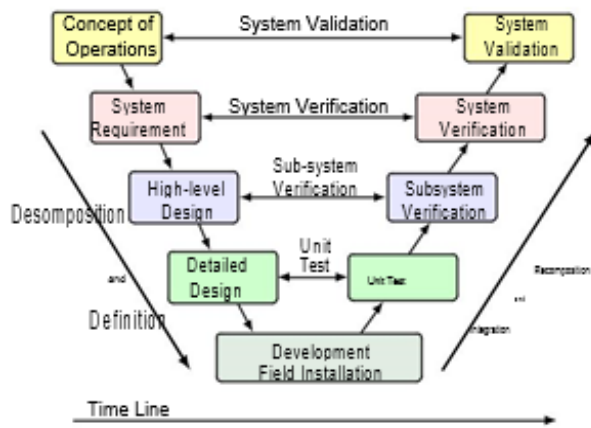 Concept of
Operations
System Validation
System
Validation
System
Requirement
System Verification
System
Verification
High-level
Design
Sub-system
Verification
Subsystem
Verification
Desomposition
and
Definition
Detailed
Design
Unit
Test
Unit Test
Recomposition
and
Integration
Development
Field Installation
Time Line